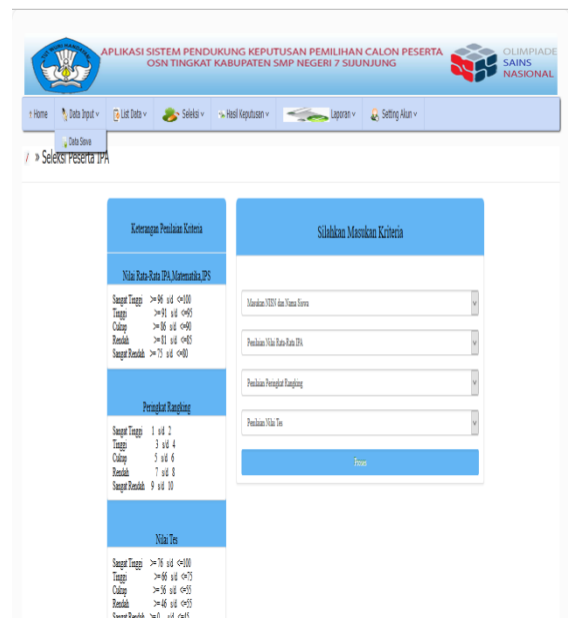 APLIKASI SISTEM PENDUKUNG KEPUTUSAN PEMILIHAN CALON PESERTA
OSN TINGKAT KABUPATEN SMP NEGERI 7 SIJUNJUNG
OLIMPIADE
SAINS
NASIONAL
Home Data Input List Data Seleksi Hasil Keputusan Laporan Setting Akun
Data Siswa
/ » Seleksi Peserta IPA
Keterangan Penilaian Kriteria
Nilai Rata-Rata IPA,Matematika,IPS
Sangat Tinggi >=96 s/d <=100
Tinggi >=91 s/d <=95
Cukup >=86 s/d <=90
Rendah >=81 s/d <=85
Sangat Rendah >=75 s/d <=80
Peringkat Rangking
Sangat Tinggi 1 s/d 2
Tinggi 3 s/d 4
Cukup 5 s/d 6
Rendah 7 s/d 8
Sangat Rendah 9 s/d 10
Nilai Tes
Sangat Tinggi >=76 s/d <=100
Tinggi >=66 s/d <=75
Cukup >=56 s/d <=55
Rendah >=46 s/d <=55
Sangat Rendah >=0 s/d <=45
Silahkan Masukan Kriteria
Masukan NISN dan Nama Siswa
Penilaian Nilai Rata-Rata IPA
Penilaian Peringkat Rangking
Penilaian Nilai Tes
Proses